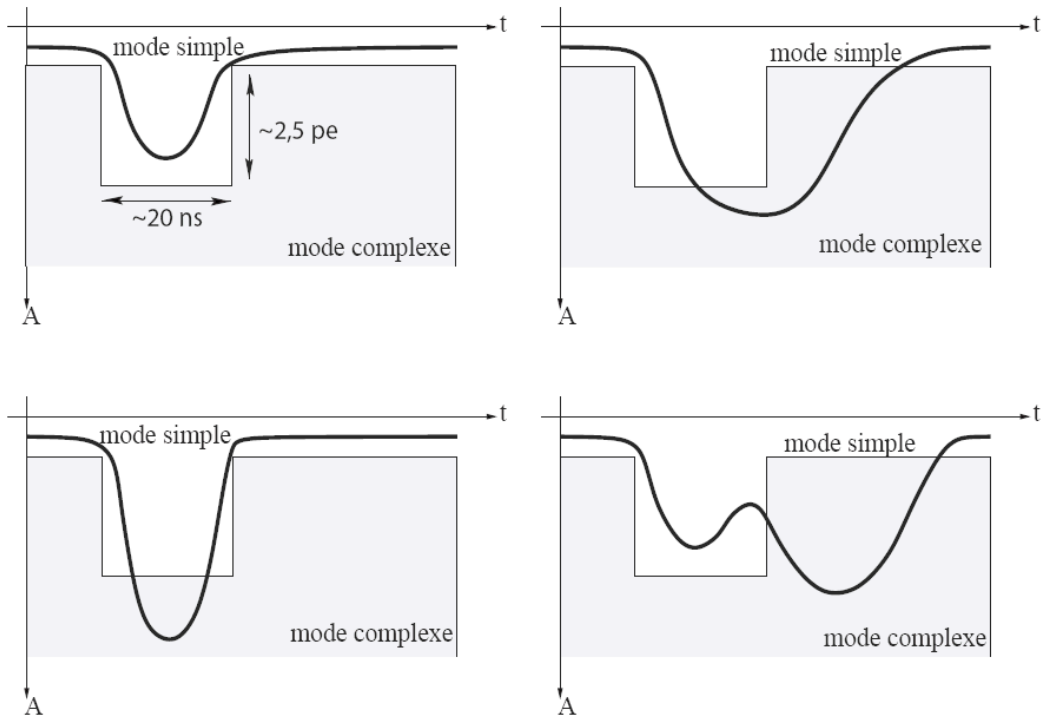 t
mode simple
~2,5 pe
~20 ns
mode complexe
A
t
mode simple
mode complexe
A
t
mode simple
mode complexe
A
t
mode simple
mode complexe
A